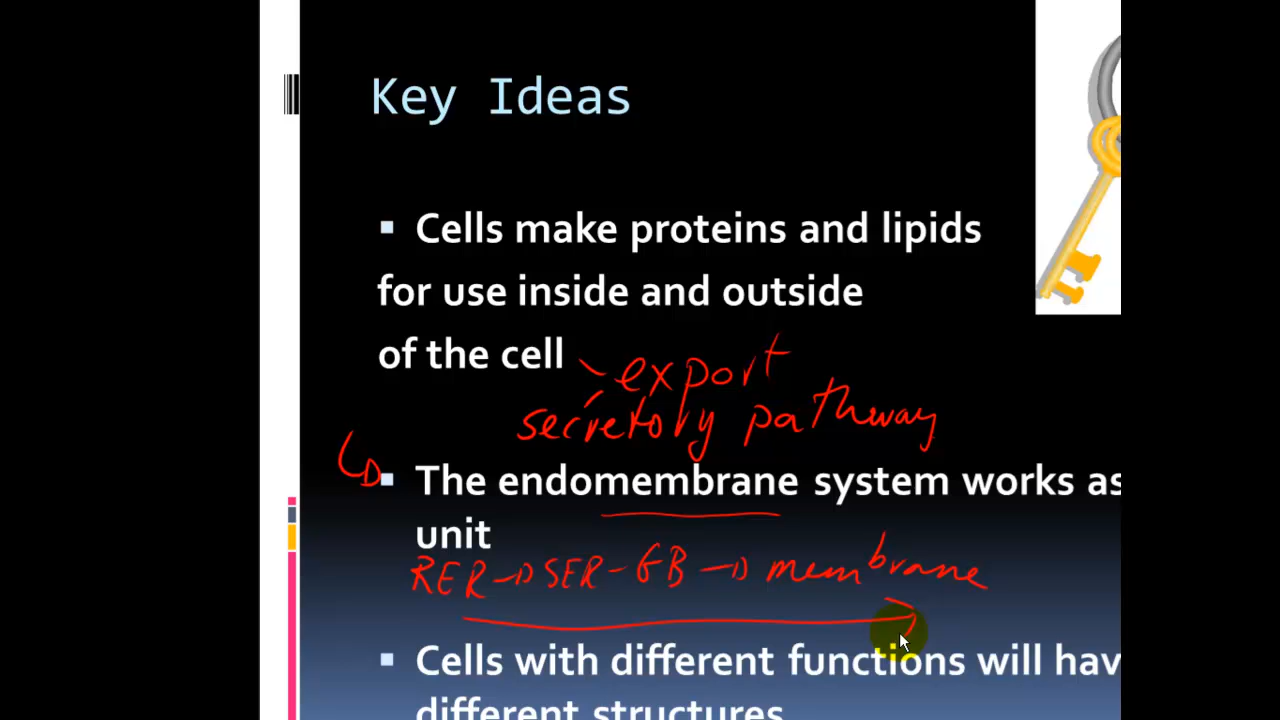 Key Ideas
Cells make proteins and lipids
for use inside and outside
of the cell
export
secretory pathway
The endomembrane system works as
unit
RER→SER-GB→membrane
Cells with different functions will hav
different structures